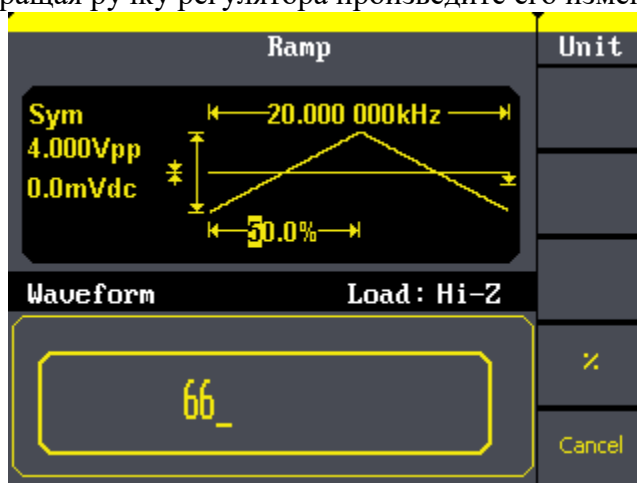 ращая ручку регулятора произведите его измен
Ramp
Unit
Sym
20.000 000kHz
4.000Vpp
0.0mVdc
50.0%
Waveform
Load: Hi-Z
66_
%
Cancel